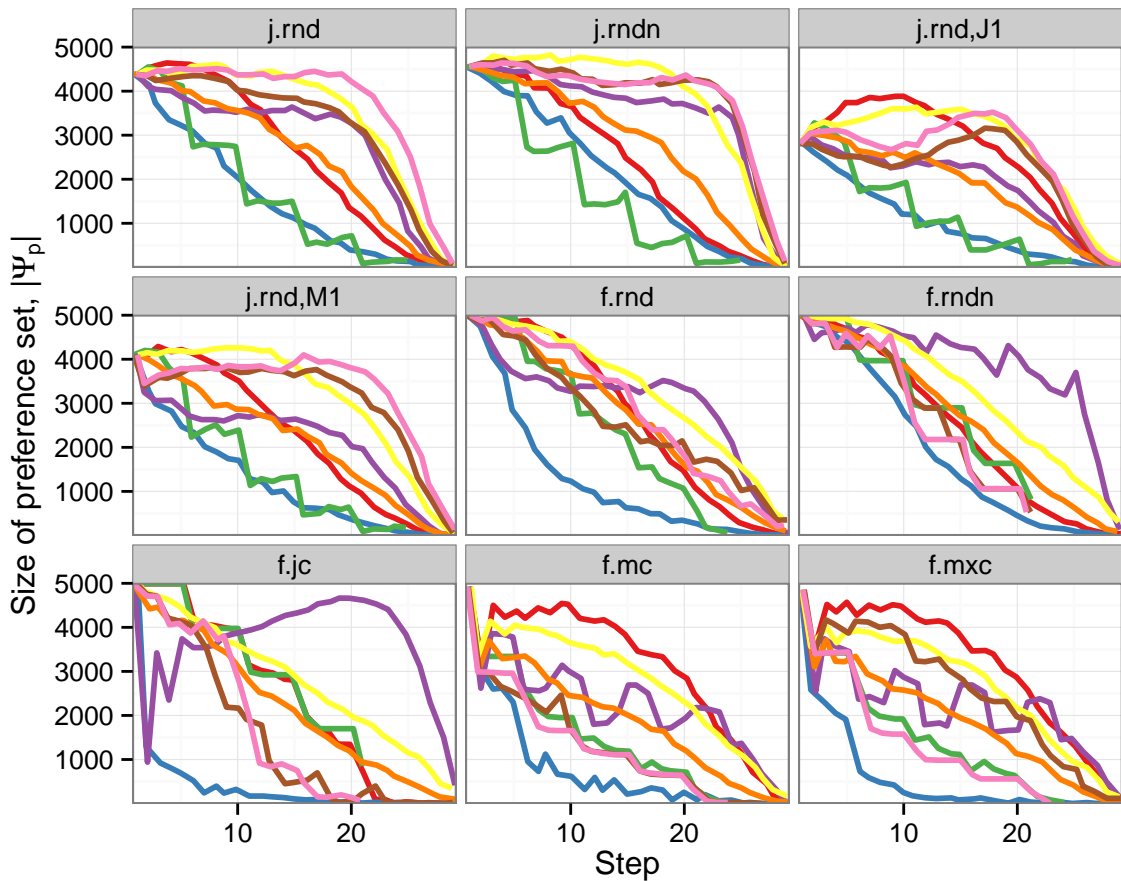 j.rnd j.rndn j.rnd,J1
5000
4000
3000
2000
1000
j.rnd,M1 f.rnd f.rndn
5000
4000
3000
2000
1000
f.jc f.mc f.mxc
5000
4000
3000
2000
1000
10 20 10 20 10 20
Step
Size of preference set, |Ψp|